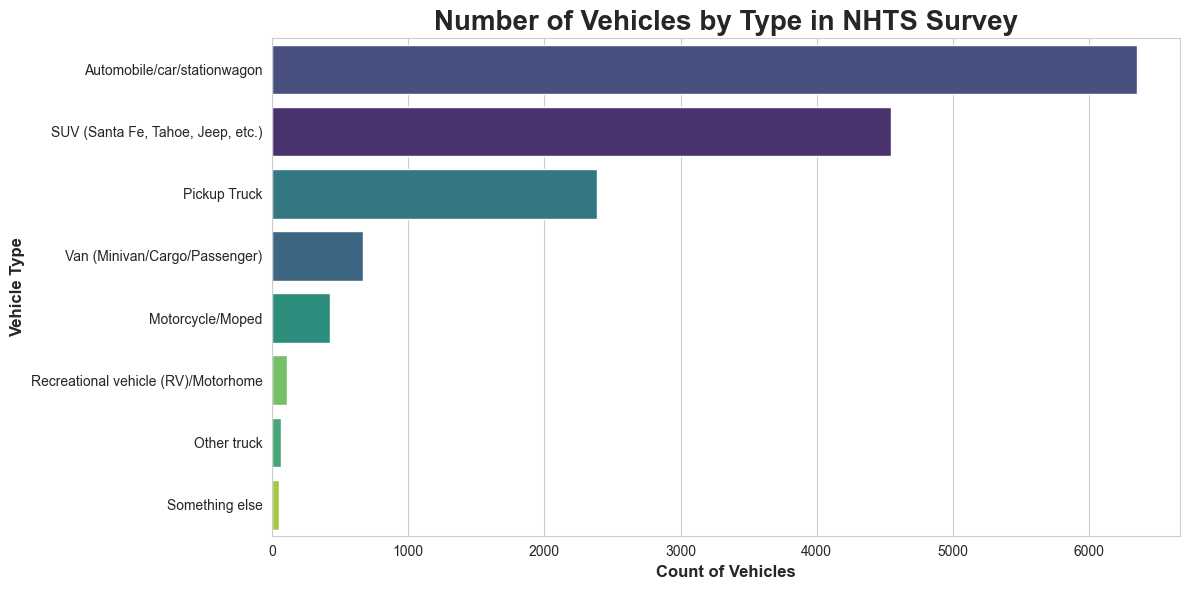 Number of Vehicles by Type in NHTS Survey
Automobile/car/stationwagon
SUV (Santa Fe, Tahoe, Jeep, etc.)
Pickup Truck
Van (Minivan/Cargo/Passenger)
Motorcycle/Moped
Recreational vehicle (RV)/Motorhome
Other truck
Something else
Vehicle Type
0 1000 2000 3000 4000 5000 6000
Count of Vehicles